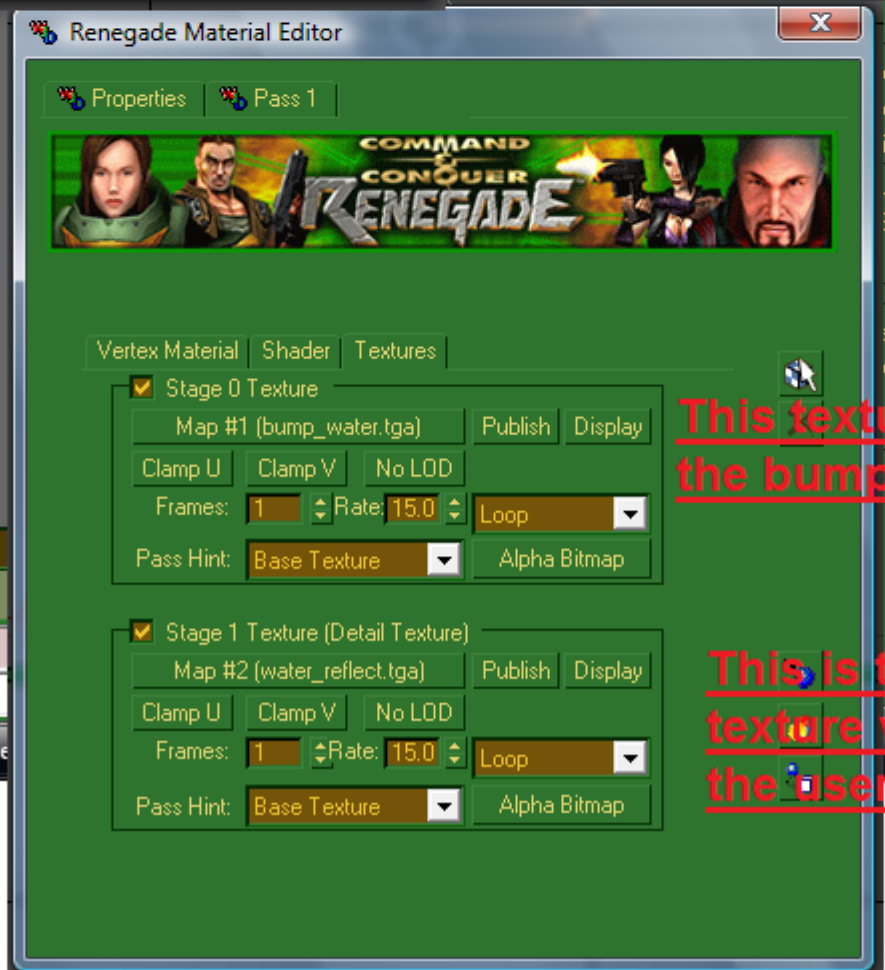 Renegade Material Editor
Properties
Pass 1
COMMAND
&
CONQUER
RENEGADE
Vertex Material
Shader
Textures
Stage 0 Texture
Map #1 (bump_water.tga)
Publish
Display
This
Clamp U
Clamp V
No LOD
the bump
Frames:
1
Rate:
15.0
Loop
Pass Hint:
Base Texture
Alpha Bitmap
Stage 1 Texture (Detail Texture)
Map #2 (water_reflect.tga)
Publish
Display
This is
Clamp U
Clamp V
No LOD
texture
Frames:
1
Rate:
15.0
Loop
the user
Pass Hint:
Base Texture
Alpha Bitmap